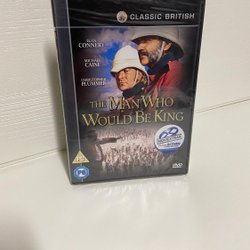 CLASSIC BRITISH
SEAN
CONNERY
MICHAEL
CAINE
CHRISTOPHER
PLUMMER
THE MAN WHO
WOULD BE KING
PG
DVD